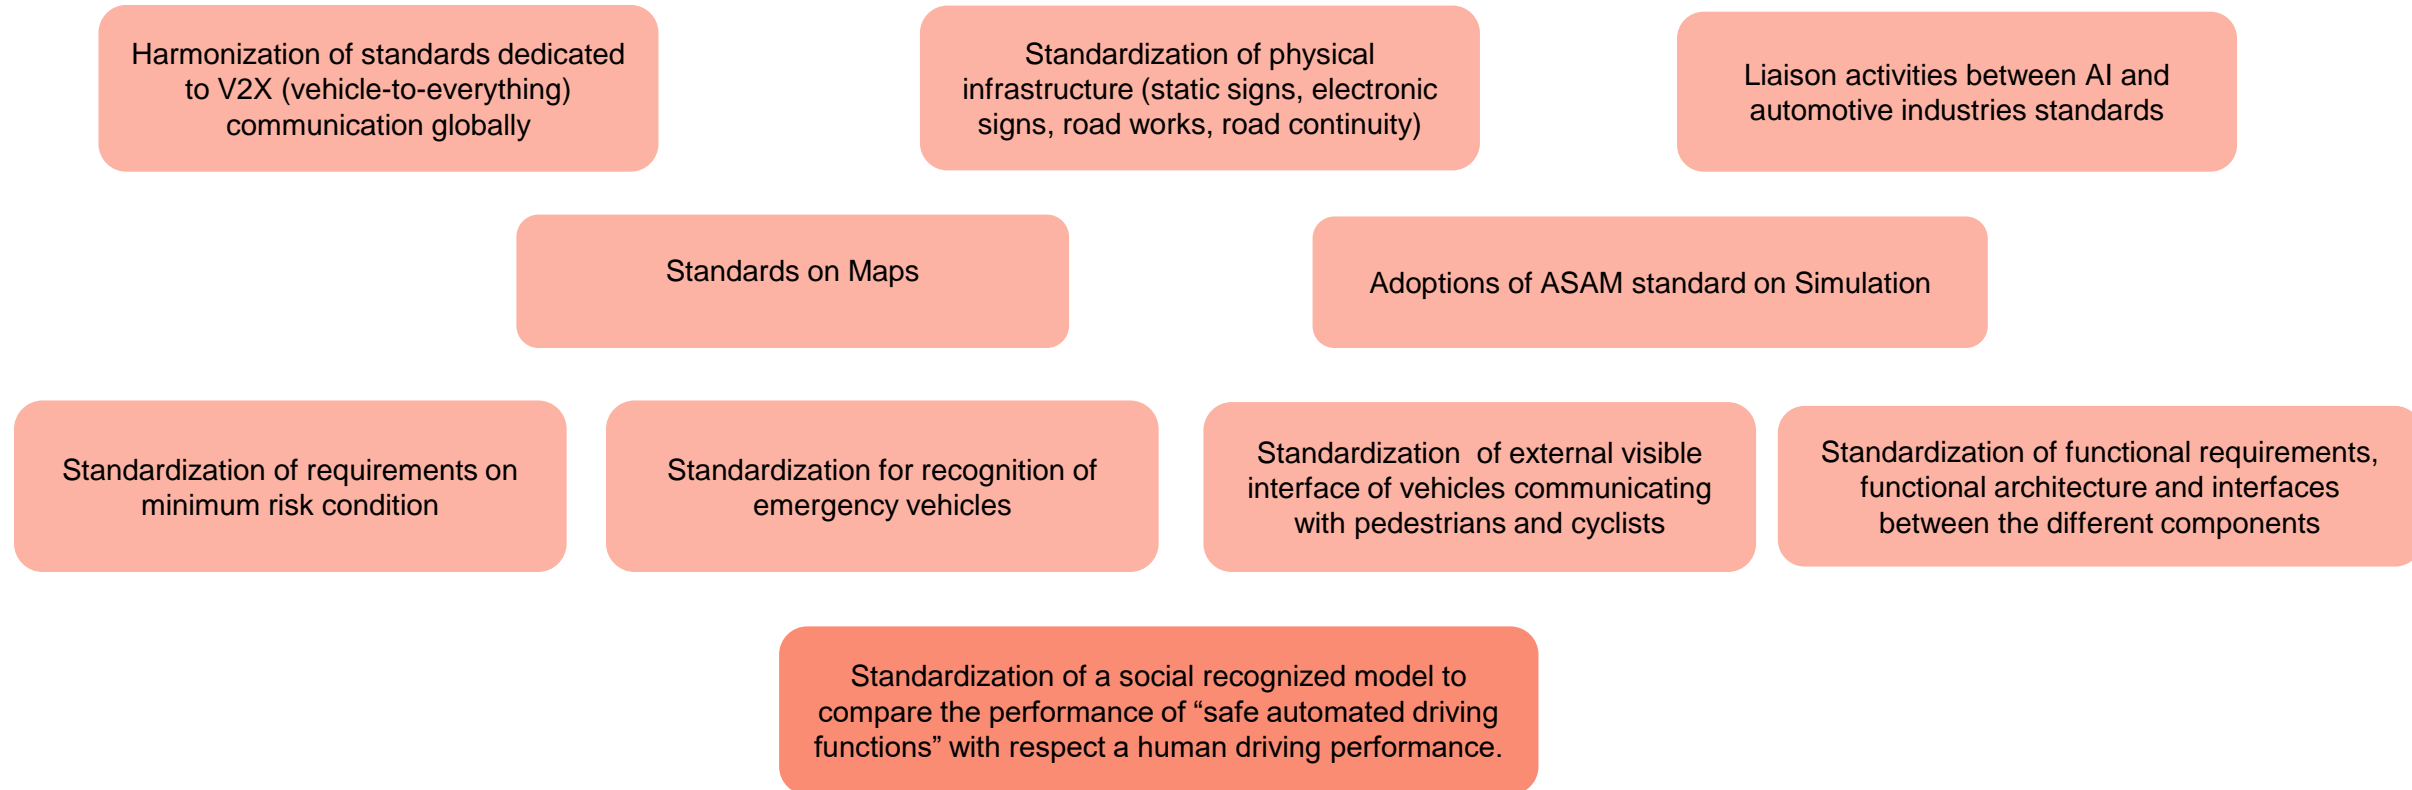 Harmonization of standards dedicated
to V2X (vehicle-to-everything)
communication globally
Standardization of physical
infrastructure (static signs, electronic
signs, road works, road continuity)
Liaison activities between AI and
automotive industries standards
Standards on Maps
Adoptions of ASAM standard on Simulation
Standardization of requirements on
minimum risk condition
Standardization for recognition of
emergency vehicles
Standardization  of external visible
interface of vehicles communicating
with pedestrians and cyclists
Standardization of functional requirements,
functional architecture and interfaces
between the different components
Standardization of a social recognized model to
compare the performance of “safe automated driving
functions” with respect a human driving performance.